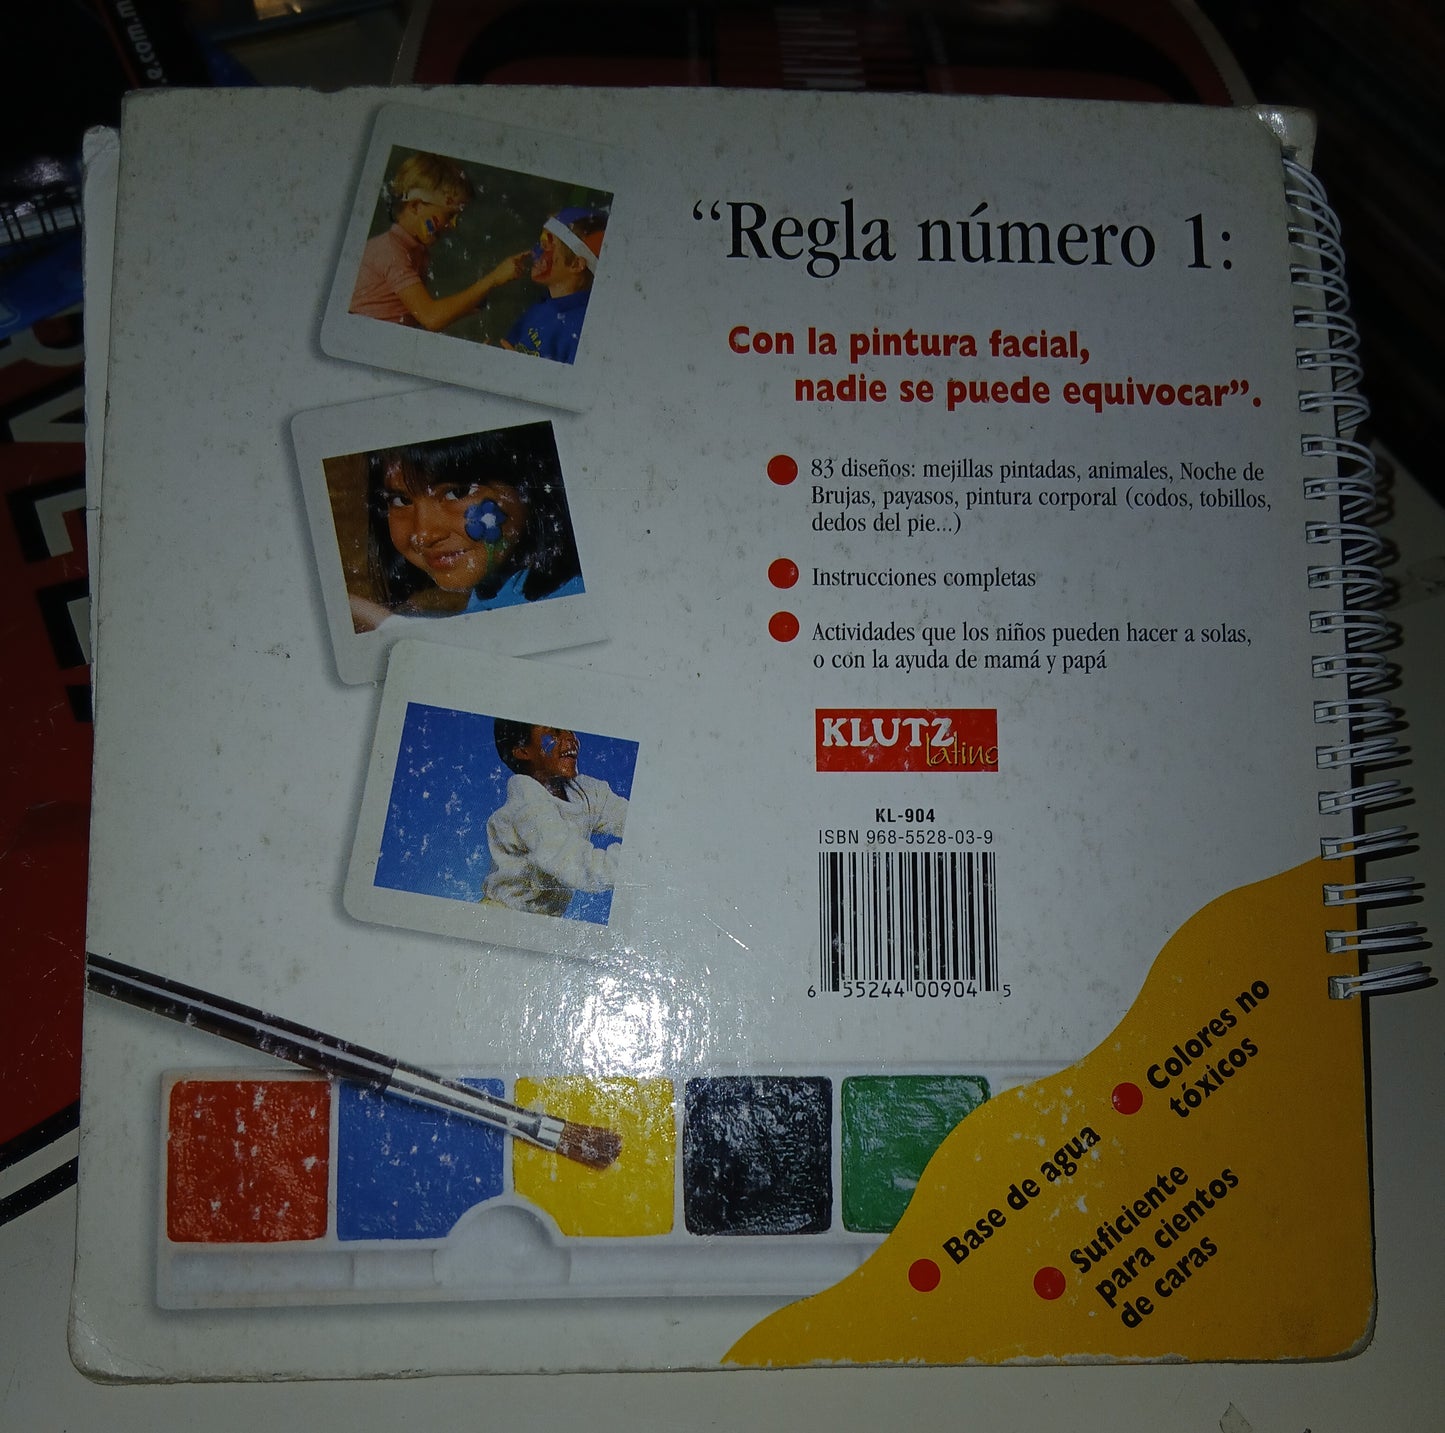 “Regla número 1:
Con la pintura facial,
nadie se puede equivocar”.
83 diseños: mejillas pintadas, animales, Noche de
Brujas, payasos, pintura corporal (codos, tobillos,
dedos del pie...)
Instrucciones completas
Actividades que los niños pueden hacer a solas,
o con la ayuda de mamá y papá
KLUTZ
latino
KL-904
ISBN 968-5528-03-9
6 55244 00904 5
Colores no
tóxicos
Base de agua
Suficiente
para cientos
de caras